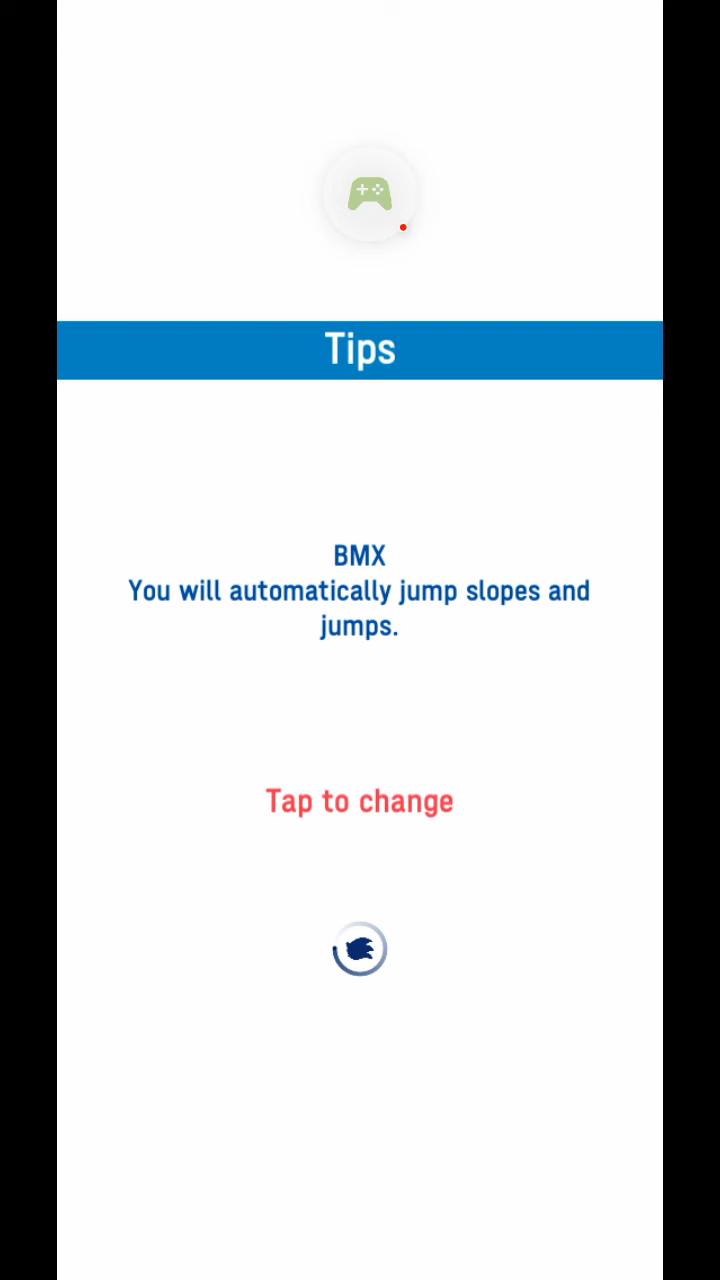 Tips
BMX
You will automatically jump slopes and
jumps.
Tap to change